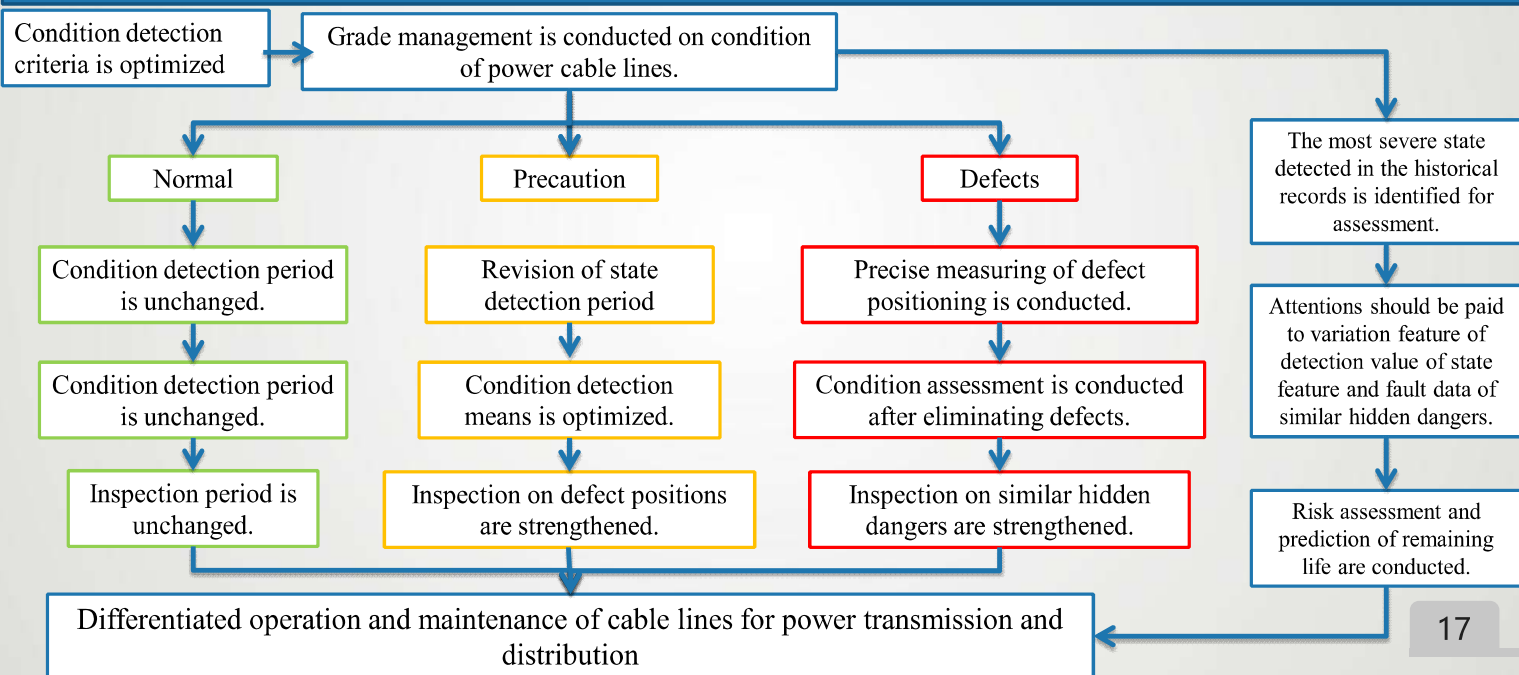 Condition detection
criteria is optimized
Grade management is conducted on condition
of power cable lines.
Normal
Condition detection period
is unchanged.
Condition detection period
is unchanged.
Inspection period is
unchanged.
Precaution
Revision of state
detection period
Condition detection
means is optimized.
Inspection on defect positions
are strengthened.
Defects
Precise measuring of defect
positioning is conducted.
Condition assessment is conducted
after eliminating defects.
Inspection on similar hidden
dangers are strengthened.
The most severe state
detected in the historical
records is identified for
assessment.
Attentions should be paid
to variation feature of
detection value of state
feature and fault data of
similar hidden dangers.
Risk assessment and
prediction of remaining
life are conducted.
Differentiated operation and maintenance of cable lines for power transmission and
distribution
17